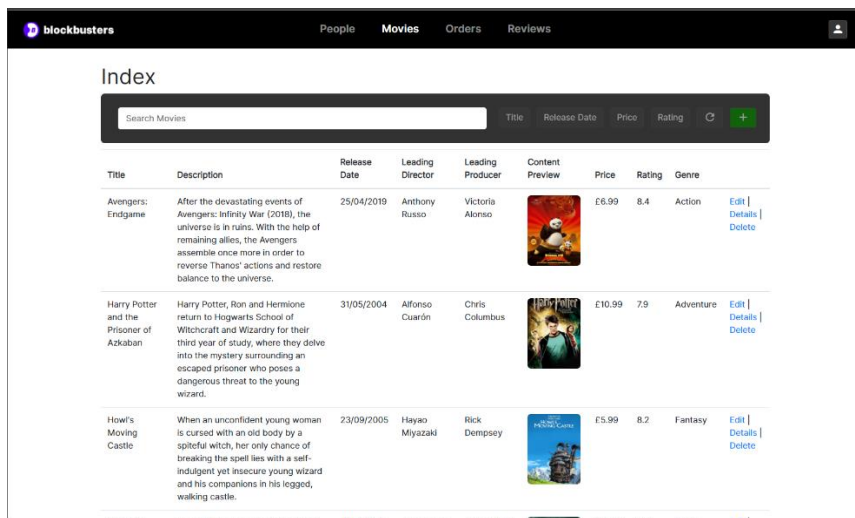 blockbusters People Movies Orders Reviews
Index
Search Movies Title Release Date Price Rating
Title Description Release Date Leading Director Leading Producer Content Preview Price Rating Genre
Avengers: Endgame
After the devastating events of
Avengers: Infinity War (2018), the
universe is in ruins. With the help of
remaining allies, the Avengers
assemble once more in order to
reverse Thanos' actions and restore
balance to the universe.
25/04/2019
Anthony Russo
Victoria Alonso
£6.99
8.4
Action
Edit |
Details |
Delete
Harry Potter
and the
Prisoner of
Azkaban
Harry Potter, Ron and Hermione
return to Hogwarts School of
Witchcraft and Wizardry for their
third year of study, where they delve
into the mystery surrounding an
escaped prisoner who poses a
dangerous threat to the young
wizard.
31/05/2004
Alfonso
Cuarón
Chris
Columbus
Harry Potter
£10.99
7.9
Adventure
Edit |
Details |
Delete
Howl's
Moving
Castle
When an unconfident young woman
is cursed with an old body by a
spiteful witch, her only chance of
breaking the spell lies with a self-
indulgent yet insecure young wizard
and his companions in his legged,
walking castle.
23/09/2005
Hayao
Miyazaki
Rick
Dempsey
HOWL'S
MOVING CASTLE
£5.99
8.2
Fantasy
Edit |
Details |
Delete